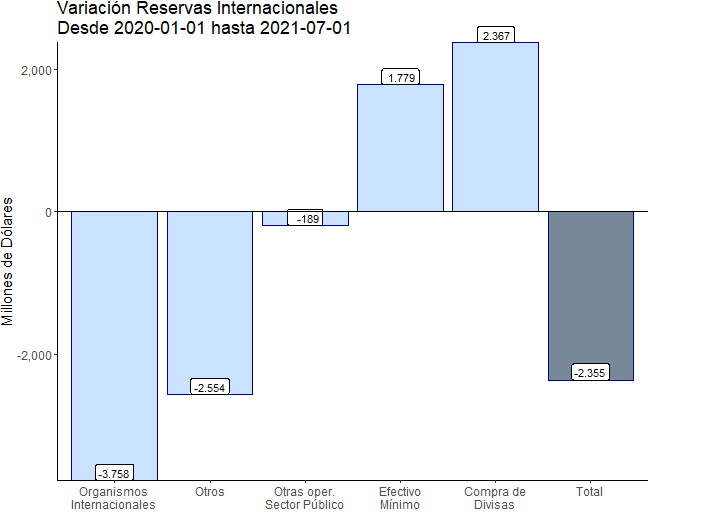 Variación Reservas Internacionales
Desde 2020-01-01 hasta 2021-07-01
Millones de Dólares
2,000
0
-2,000
-3.758
-2.554
-189
1.779
2.367
-2.355
Organismos
Internacionales
Otros
Otras oper.
Sector Público
Efectivo
Mínimo
Compra de
Divisas
Total